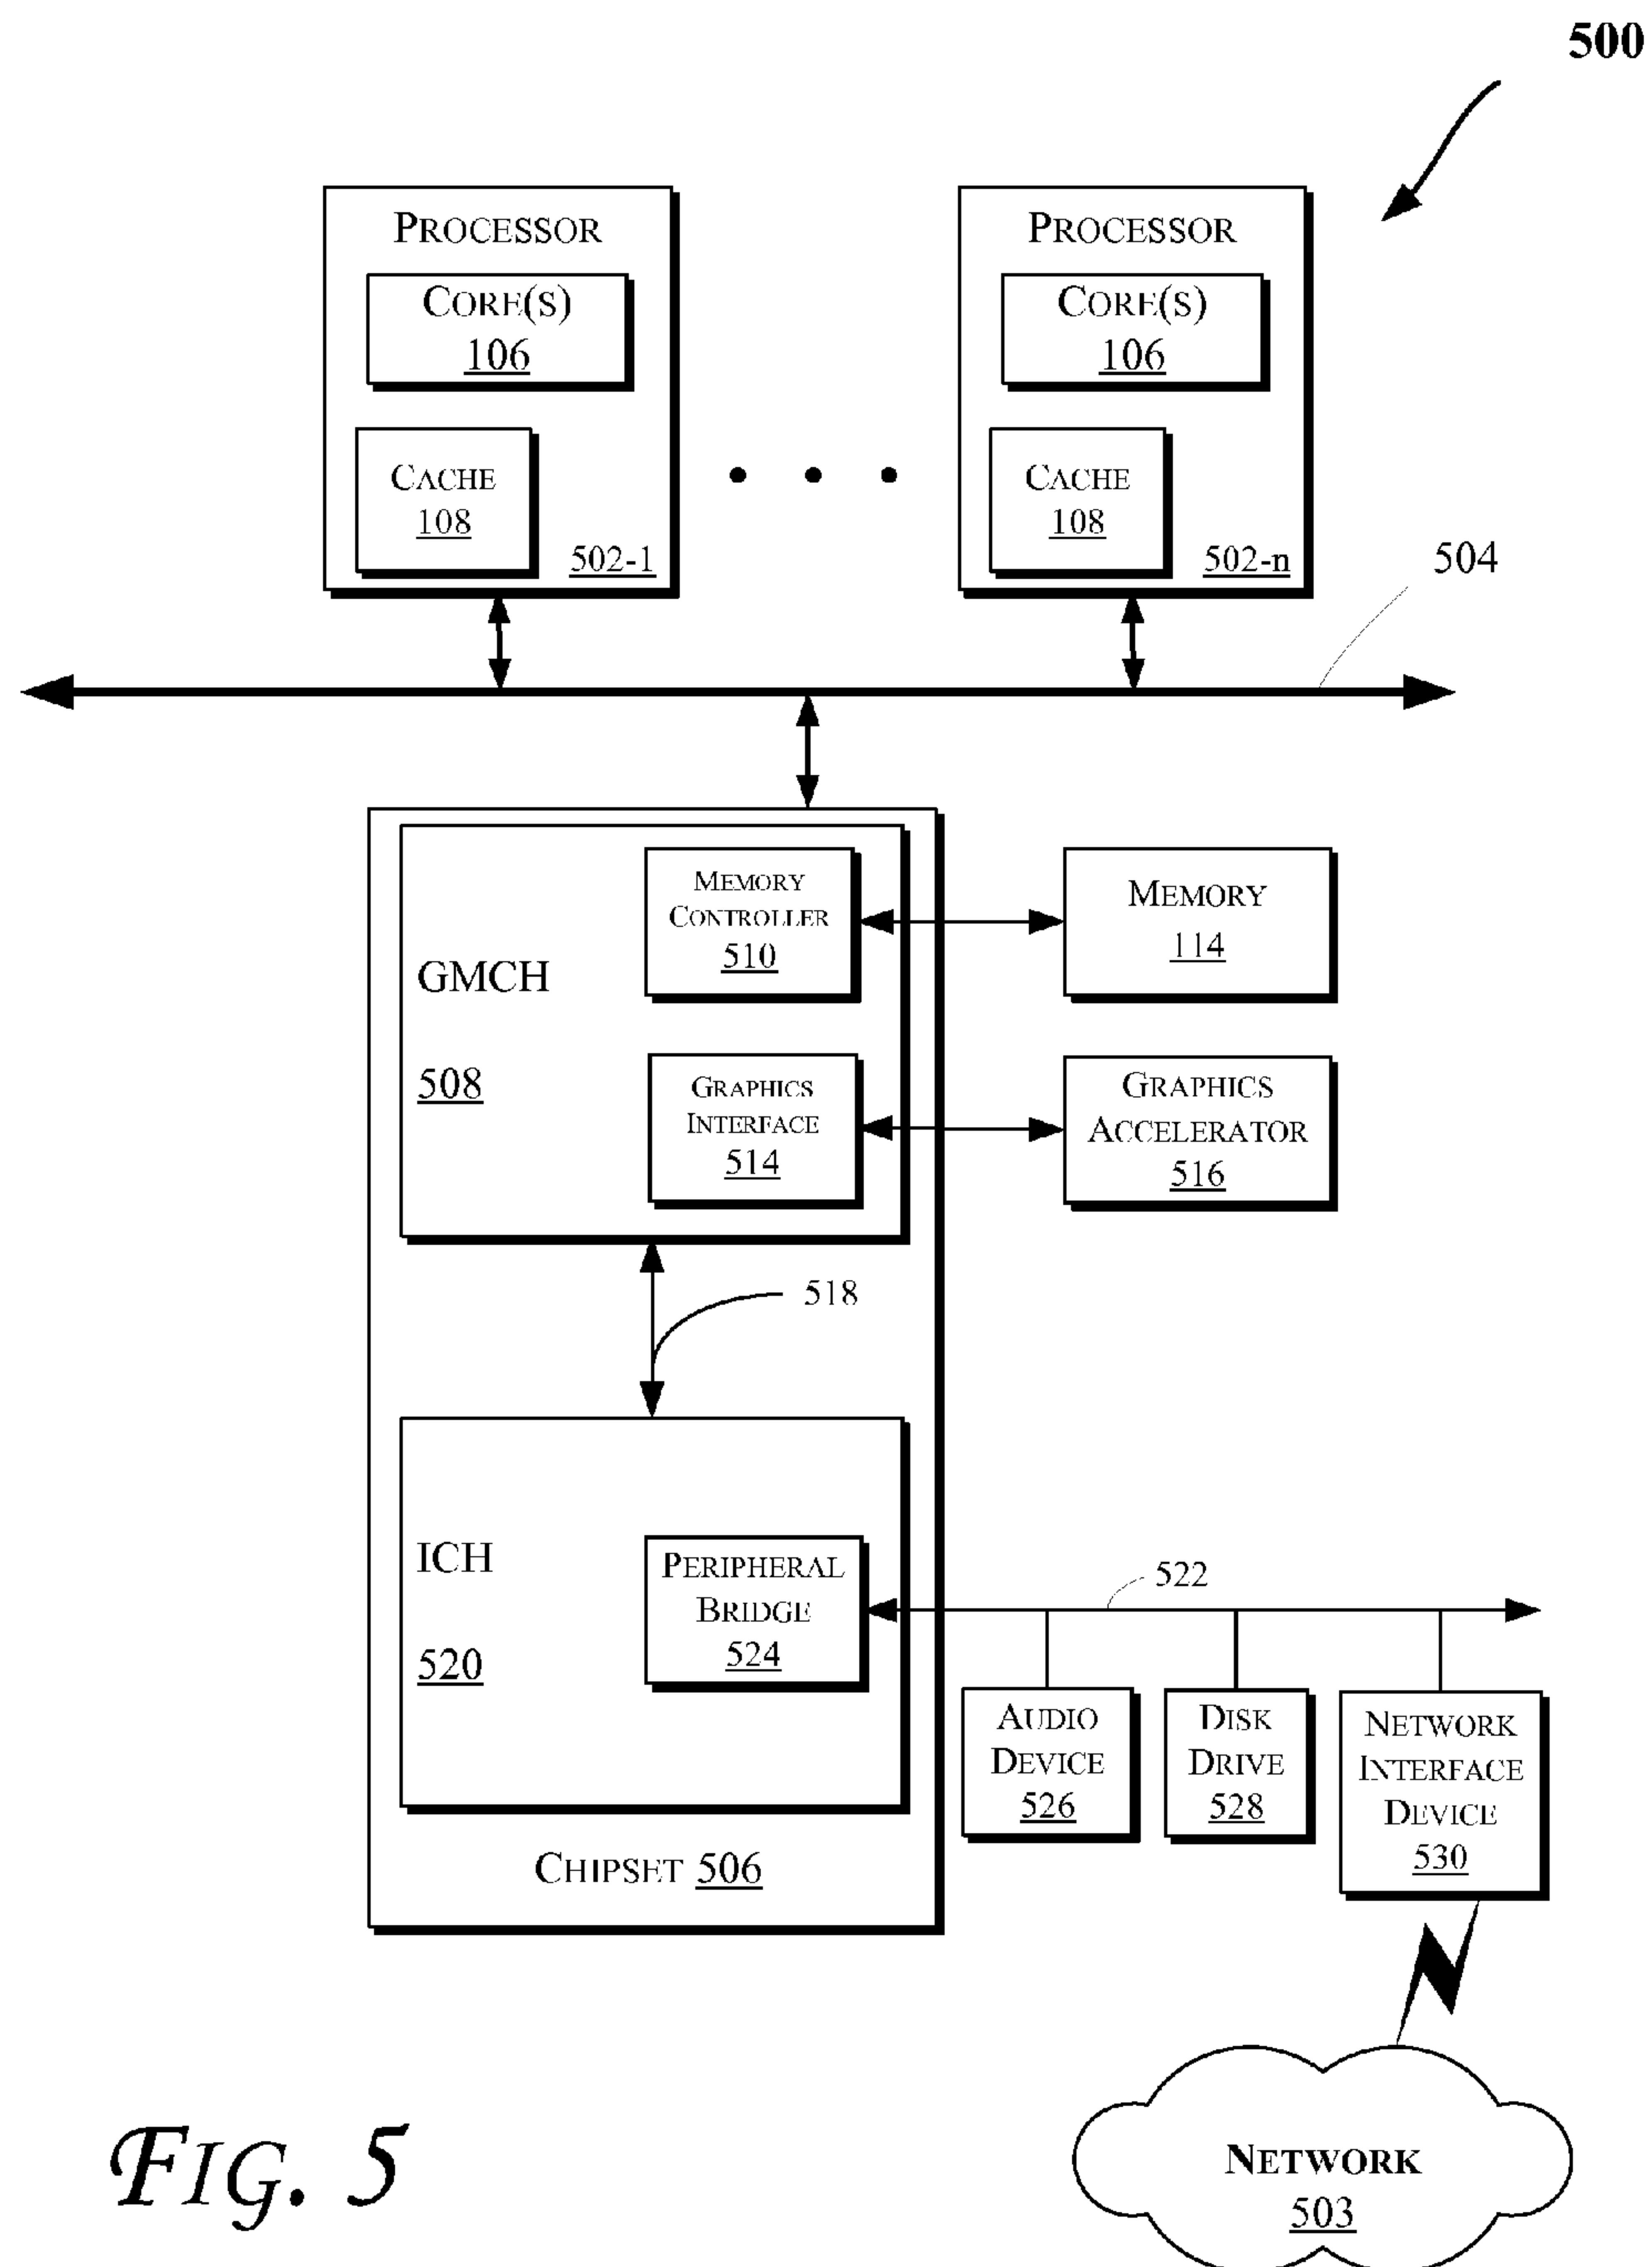 500
PROCESSOR
CORE(S)
106
CACHE
108
502-1
PROCESSOR
CORE(S)
106
CACHE
108
502-n
504
MEMORY
CONTROLLER
510
GMCH
508
GRAPHICS
INTERFACE
514
MEMORY
114
GRAPHICS
ACCELERATOR
516
518
ICH
520
PERIPHERAL
BRIDGE
524
522
AUDIO
DEVICE
526
DISK
DRIVE
528
NETWORK
INTERFACE
DEVICE
530
CHIPSET 506
NETWORK
503
FIG. 5